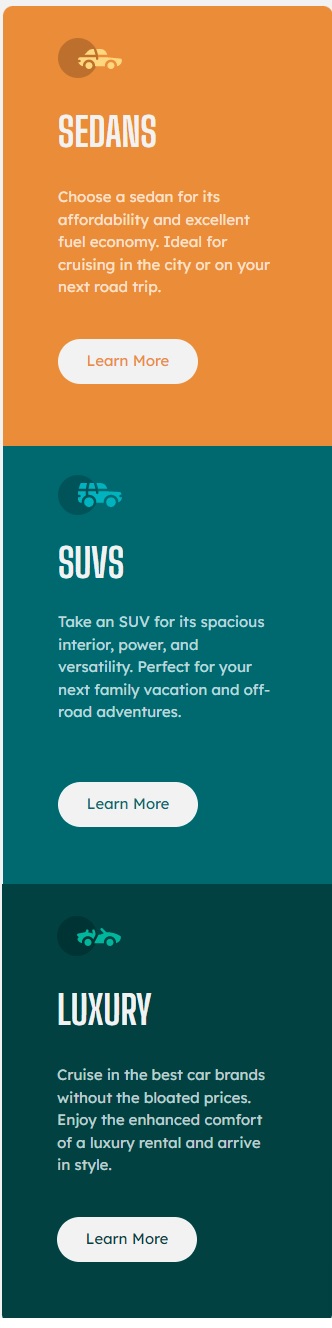 SEDANS
Choose a sedan for its
affordability and excellent
fuel economy. Ideal for
cruising in the city or on your
next road trip.
Learn More
SUVS
Take an SUV for its spacious
interior, power, and
versatility. Perfect for your
next family vacation and off-
road adventures.
Learn More
LUXURY
Cruise in the best car brands
without the bloated prices.
Enjoy the enhanced comfort
of a luxury rental and arrive
in style.
Learn More